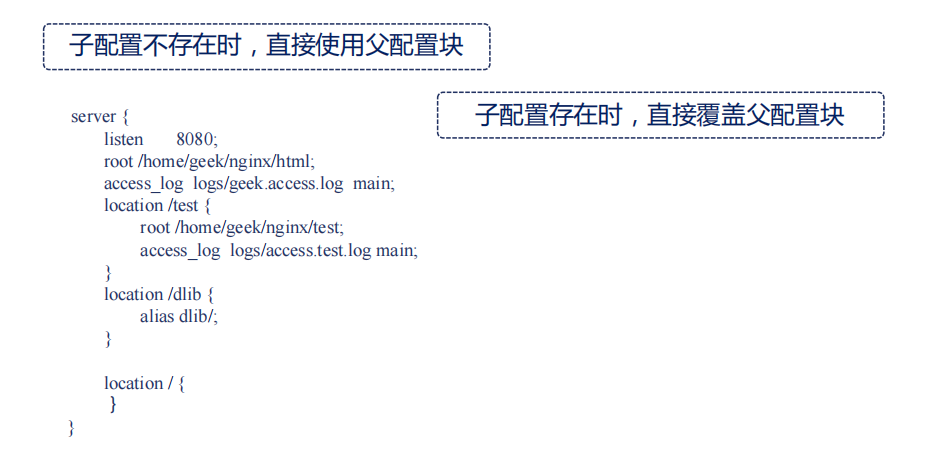 子配置不存在时，直接使用父配置块
子配置存在时，直接覆盖父配置块
server {
listen 8080;
root /home/geek/nginx/html;
access_log logs/geek.access.log main;
location /test {
root /home/geek/nginx/test;
access_log logs/access.test.log main;
}
location /dlib {
alias dlib/;
}
location / {
}
}